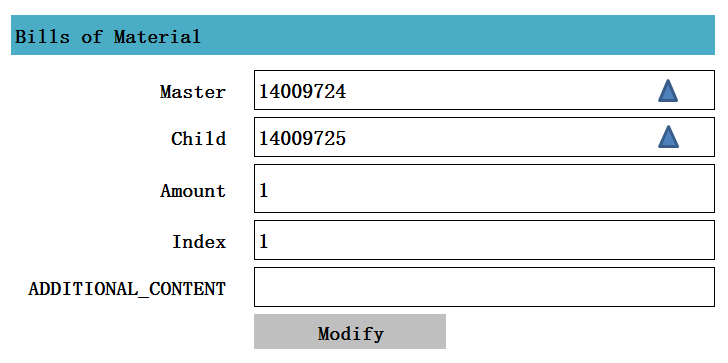 Bills of Material
Master 14009724
Child 14009725
Amount 1
Index 1
ADDITIONAL_CONTENT
Modify